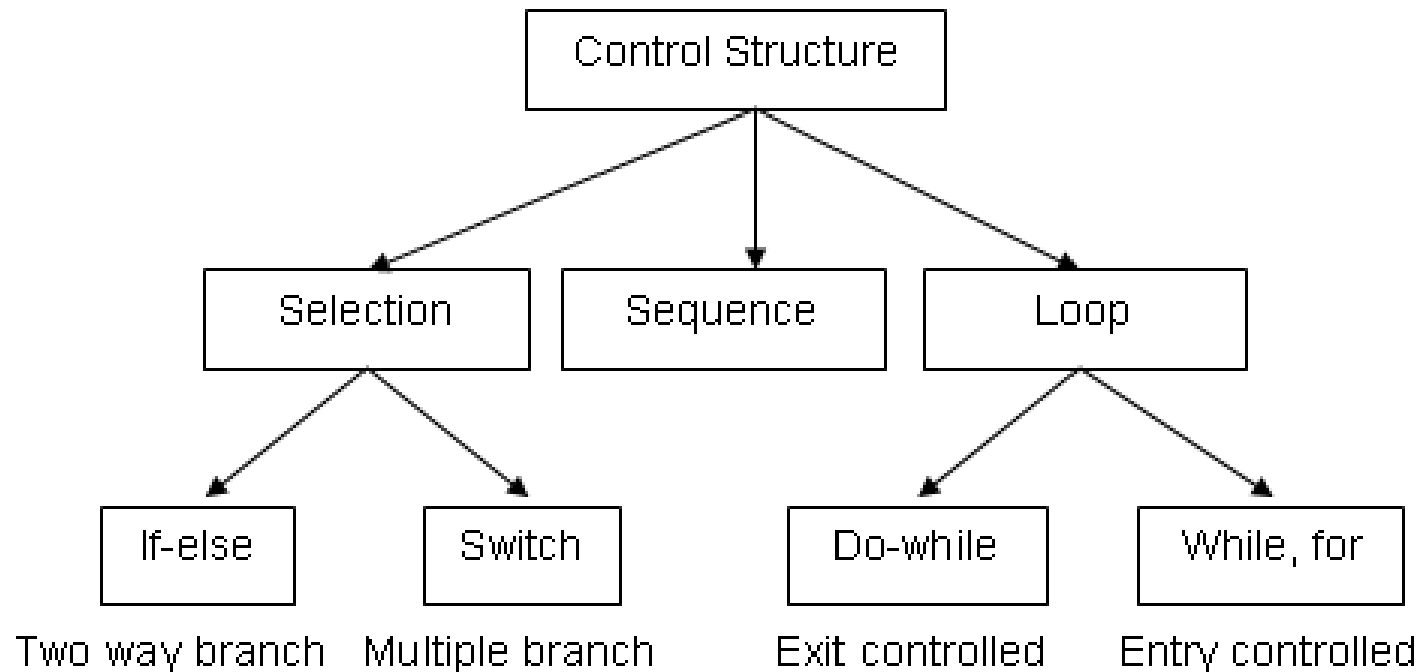 Control Structure
Selection
Sequence
Loop
If-else
Switch
Do-while
While, for
Two way branch
Multiple branch
Exit controlled
Entry controlled